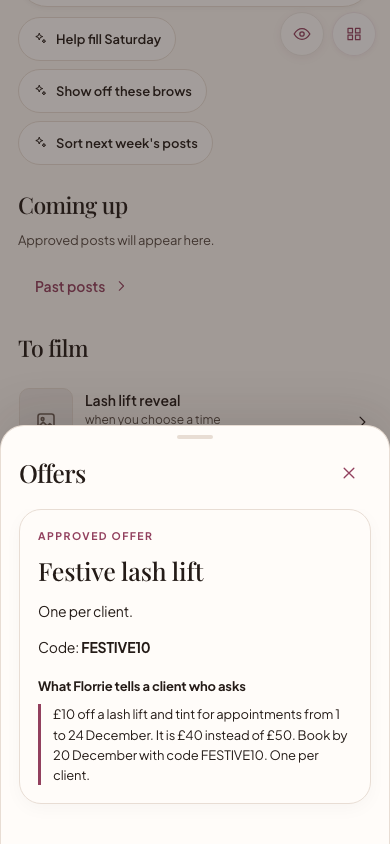 Help fill Saturday
Show off these brows
Sort next week's posts
Coming up
Approved posts will appear here.
Past posts
To film
Lash lift reveal
when you choose a time
Offers
APPROVED OFFER
Festive lash lift
One per client.
Code: FESTIVE10
What Florrie tells a client who asks
£10 off a lash lift and tint for appointments from 1
to 24 December. It is £40 instead of £50. Book by
20 December with code FESTIVE10. One per
client.